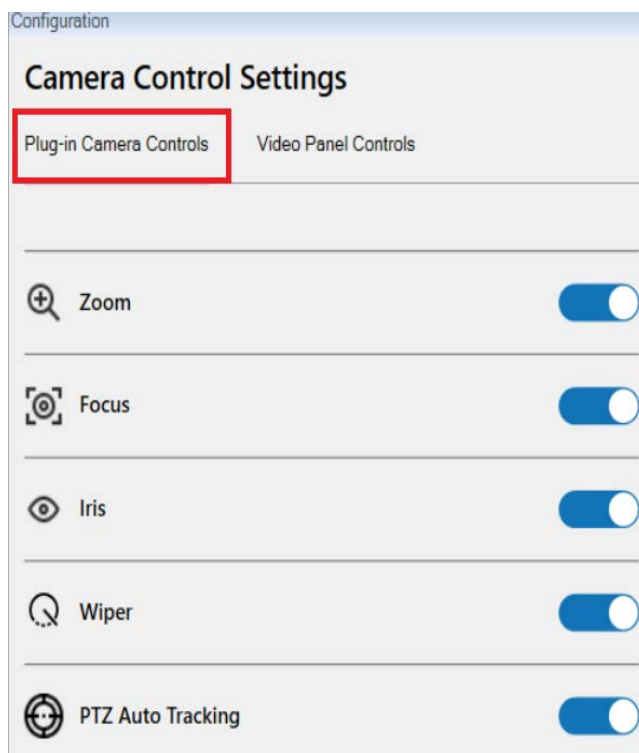 Configuration
Camera Control Settings
Plug-in Camera Controls Video Panel Controls
Zoom
Focus
Iris
Wiper
PTZ Auto Tracking